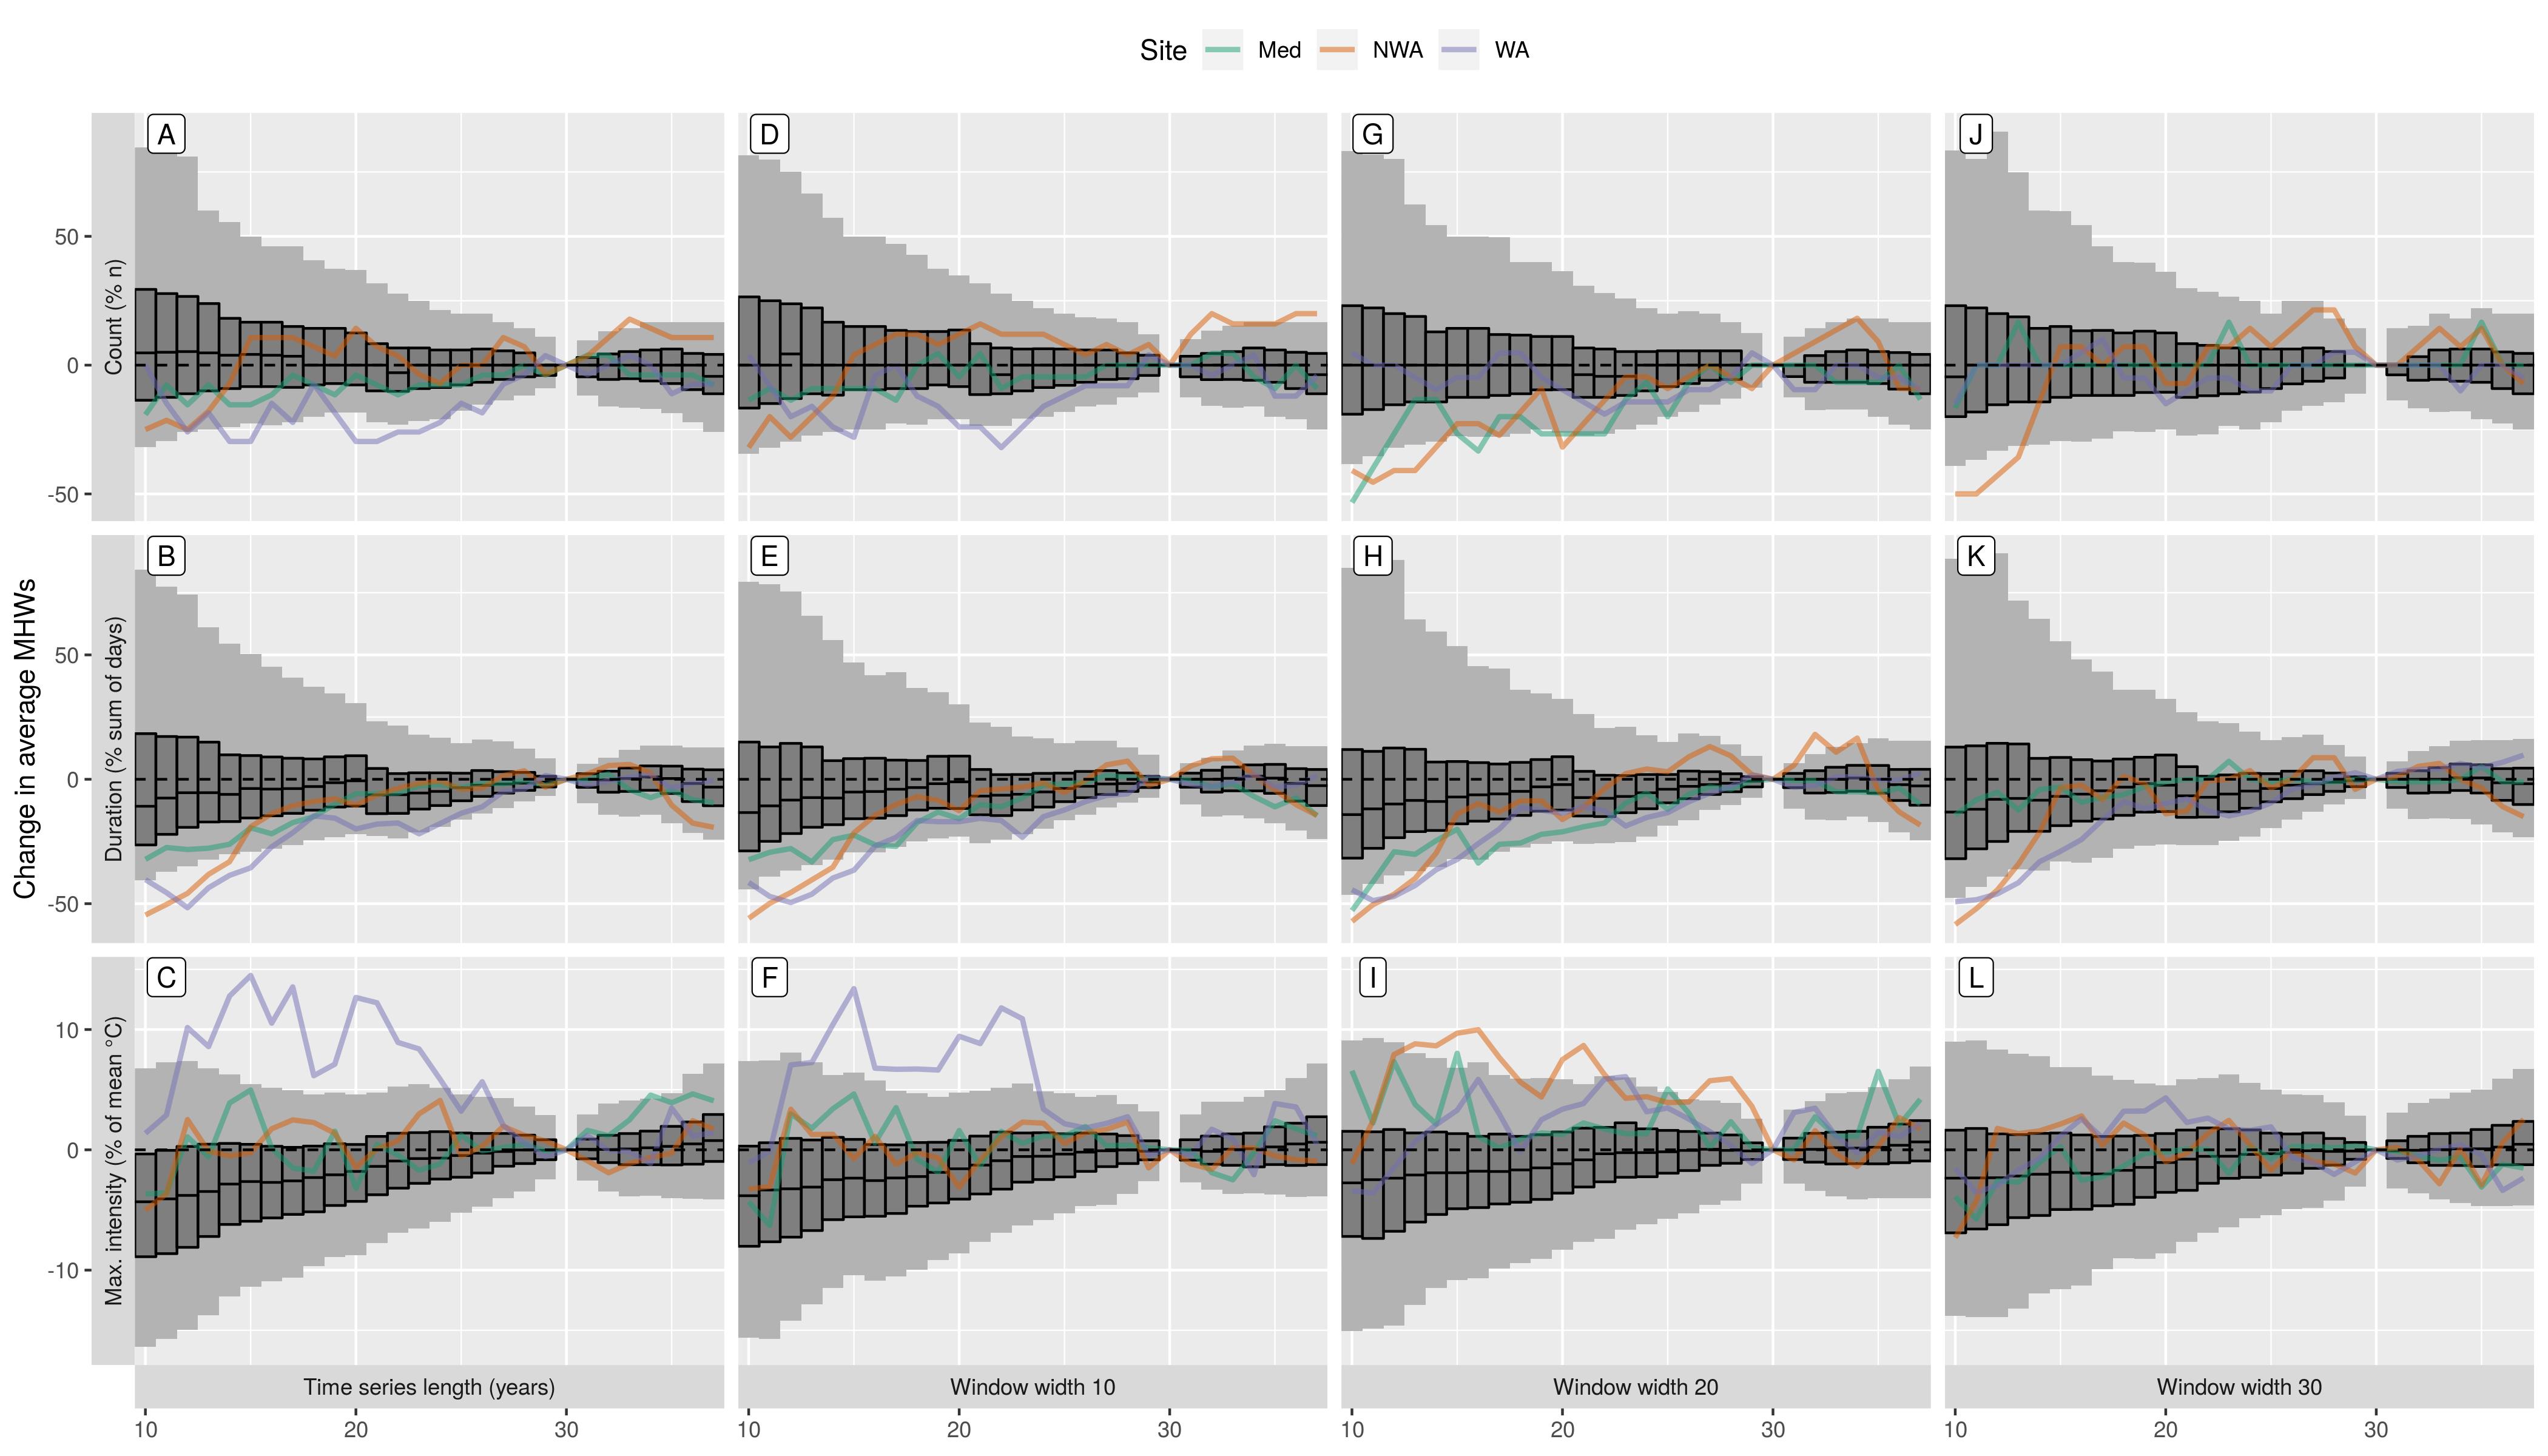 Site Med NWA WA
A D G J
50
0
-50
Count (% n)
B E H K
50
0
-50
Duration (% sum of days)
Change in average MHWs
C F I L
10
0
-10
Max. intensity (% of mean °C)
Time series length (years) Window width 10 Window width 20 Window width 30
10 20 30 10 20 30 10 20 30 10 20 30